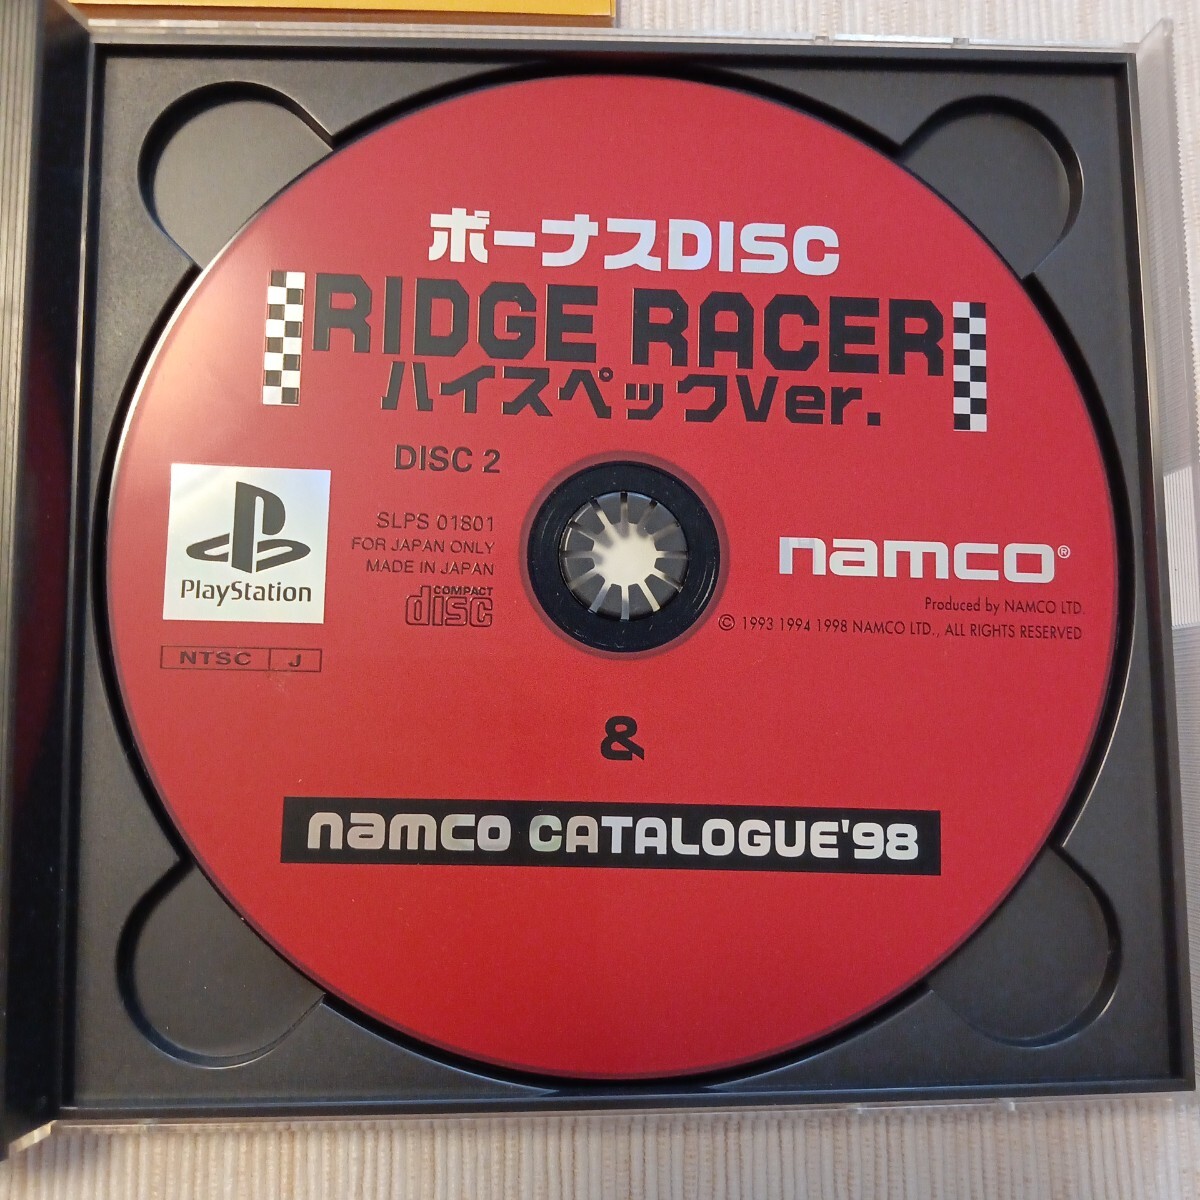 ボーナスDISC
RIDGE RACER
ハイスペックVer.
DISC 2
SLPS 01801
FOR JAPAN ONLY
MADE IN JAPAN
COMPACT
disc
PlayStation
NTSC J
namco®
Produced by NAMCO LTD.
© 1993 1994 1998 NAMCO LTD., ALL RIGHTS RESERVED
&
namco CATALOGUE'98